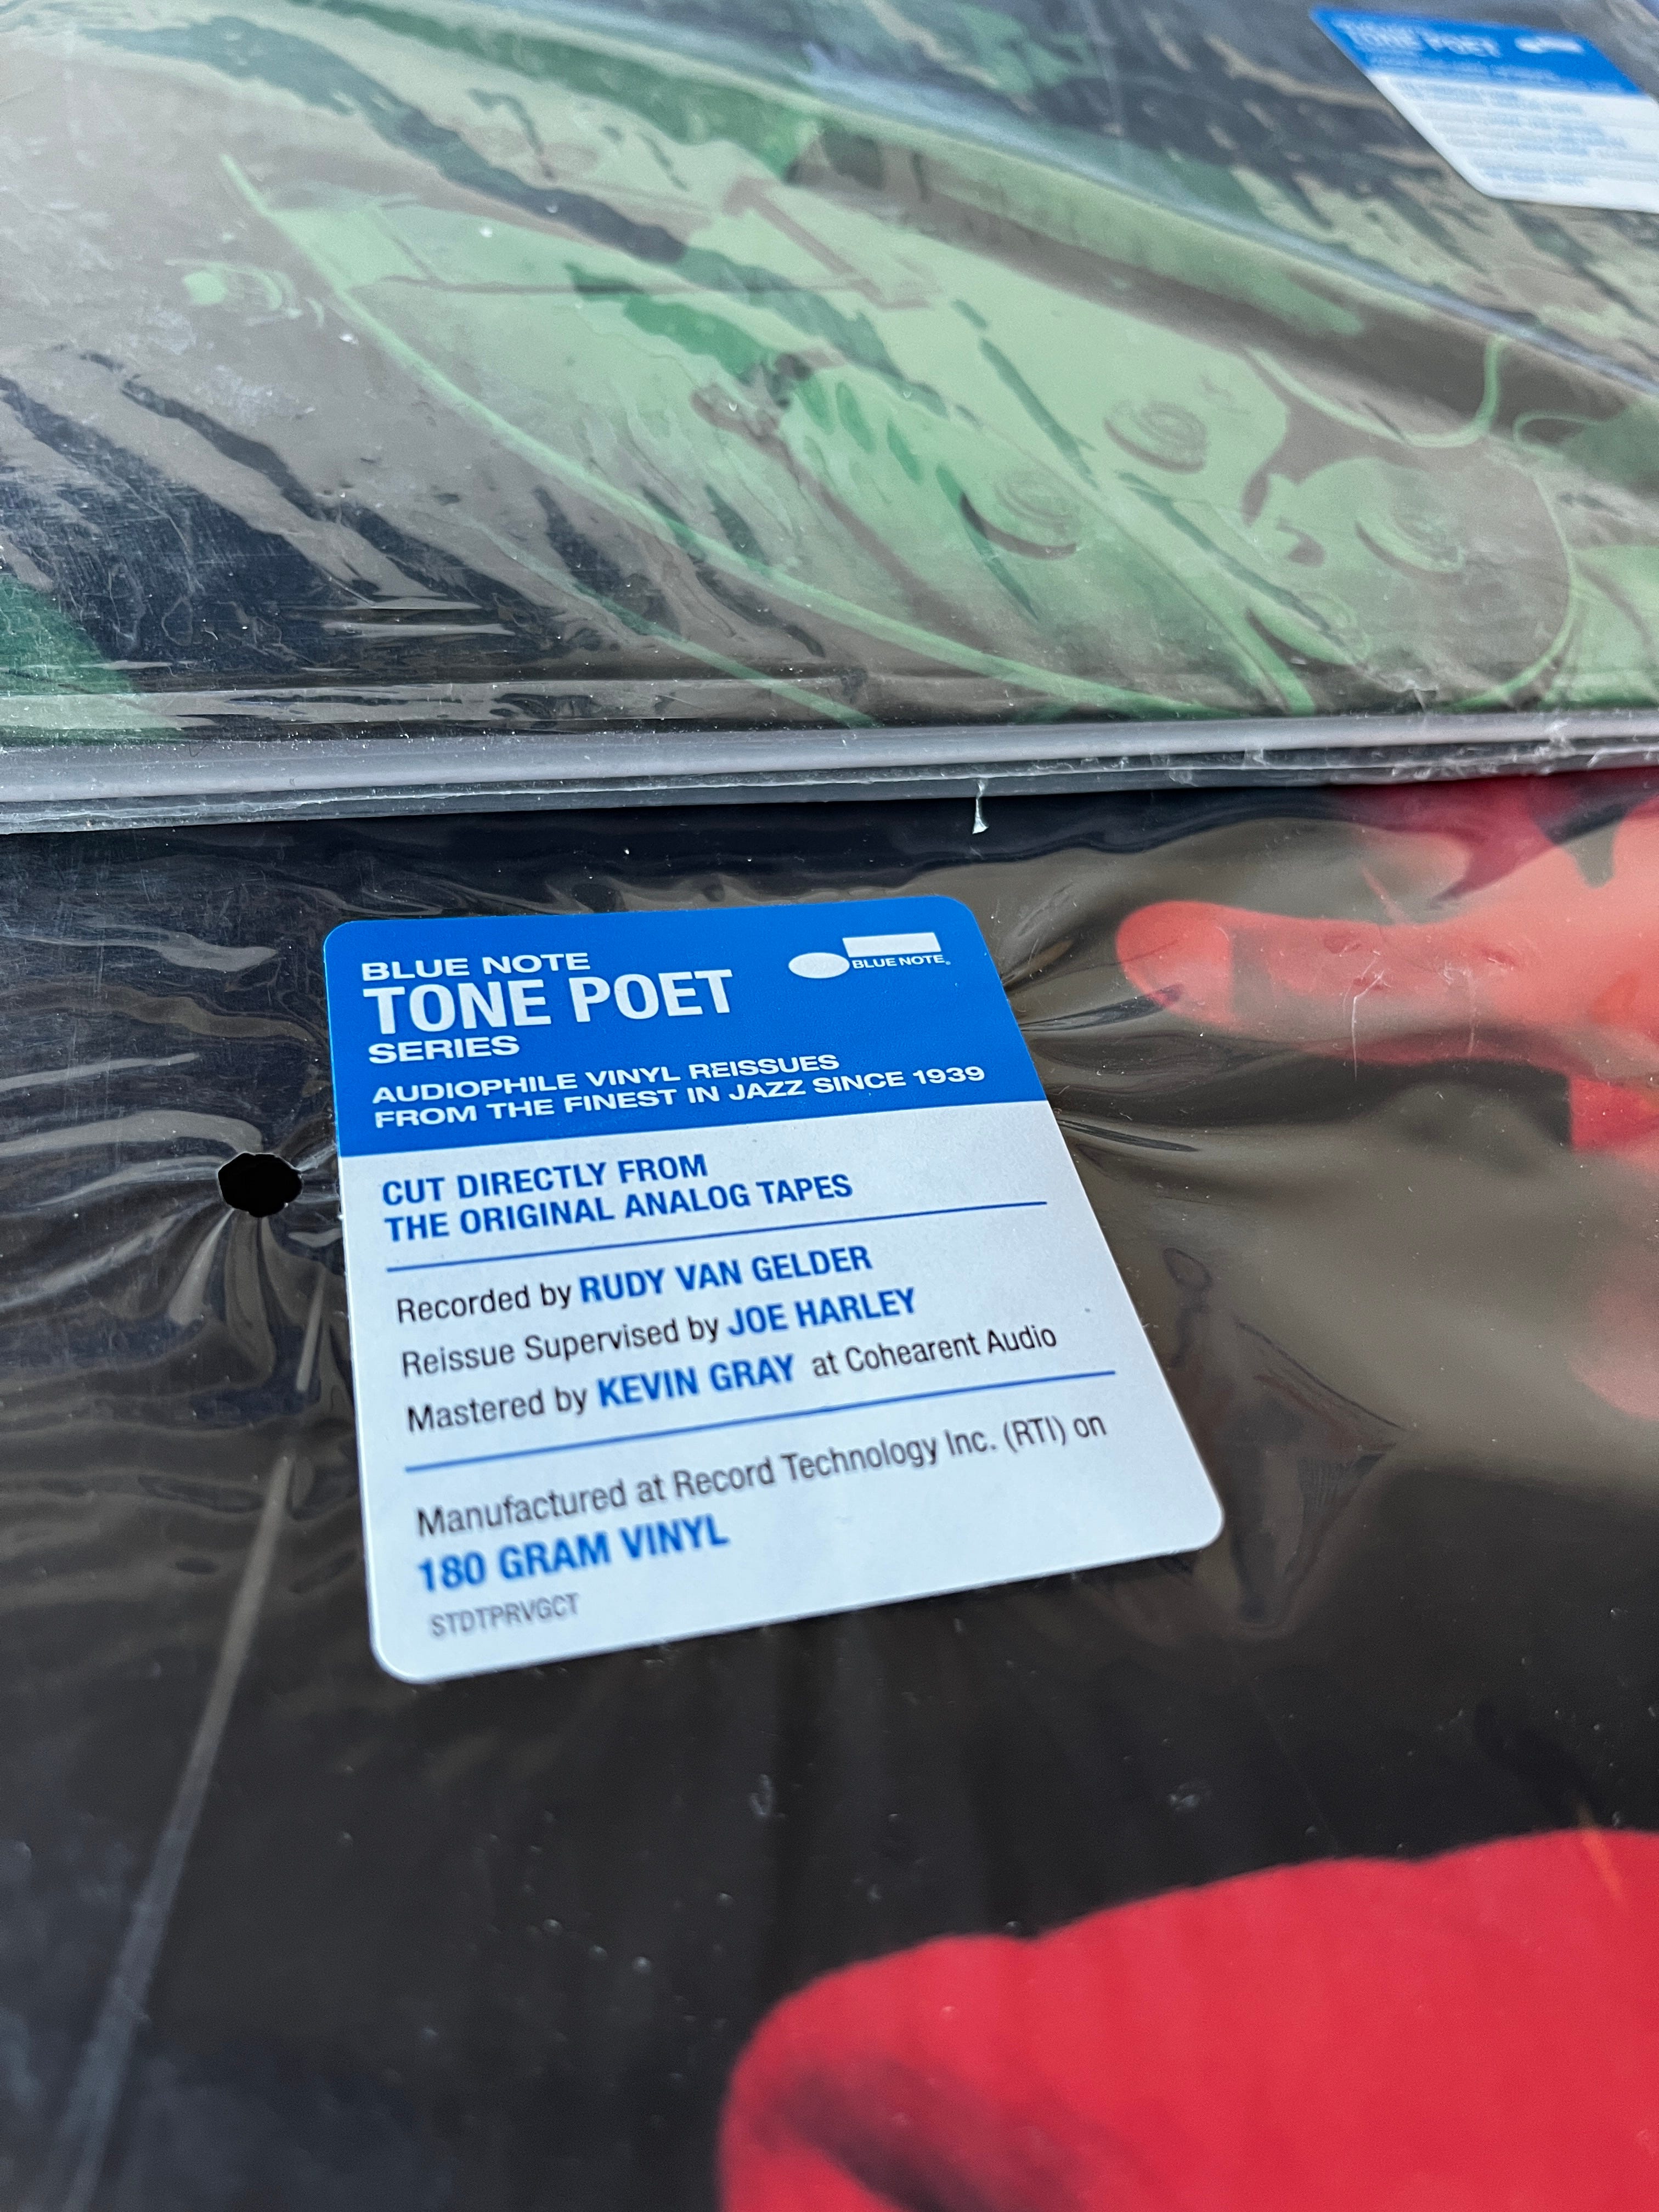 TONE POET
BLUE NOTE
TONE POET
SERIES
BLUE NOTE®
AUDIOPHILE VINYL REISSUES
FROM THE FINEST IN JAZZ SINCE 1939
CUT DIRECTLY FROM
THE ORIGINAL ANALOG TAPES
Recorded by RUDY VAN GELDER
Reissue Supervised by JOE HARLEY
Mastered by KEVIN GRAY at Cohearent Audio
Manufactured at Record Technology Inc. (RTI) on
180 GRAM VINYL
STDTPRVGCT